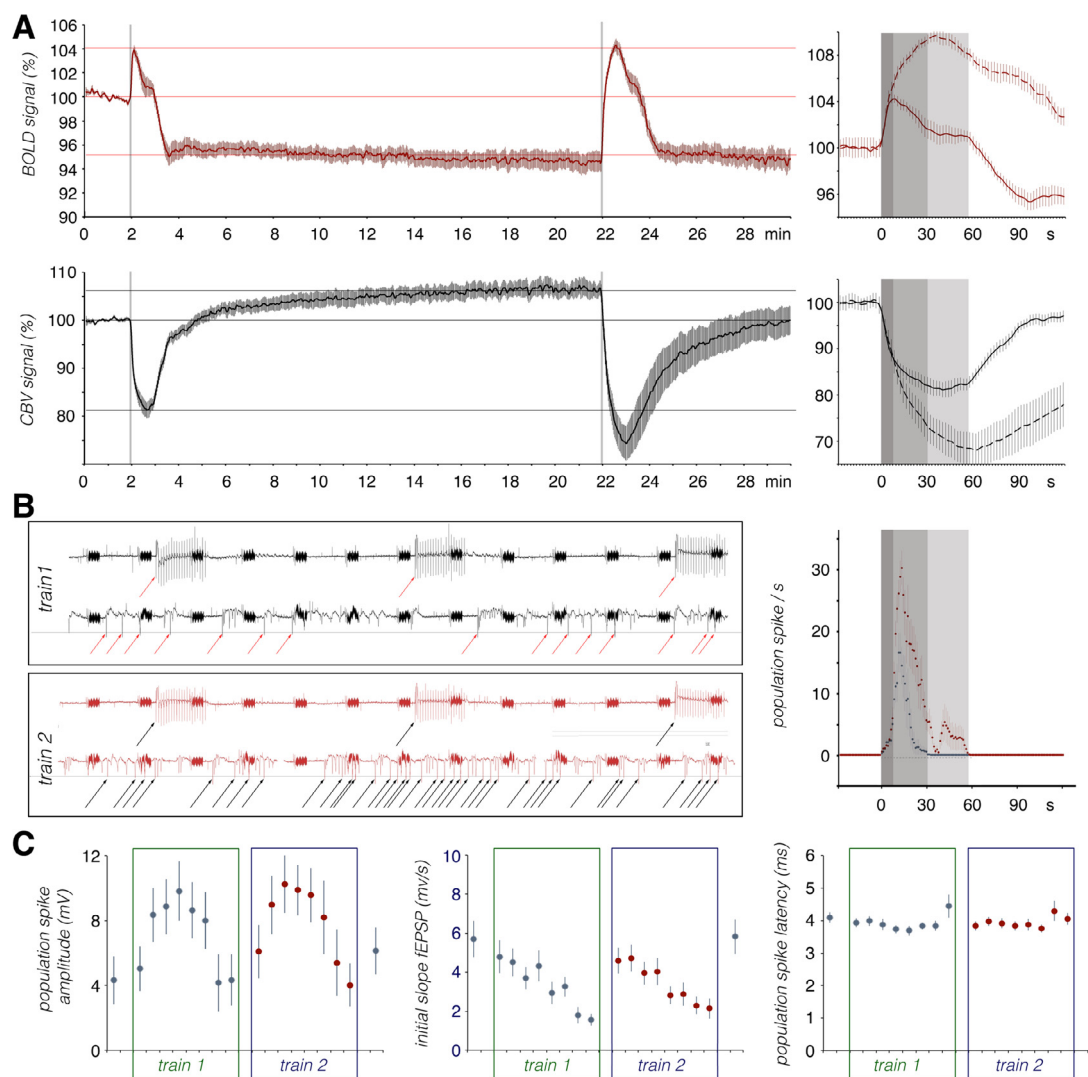 A
BOLD signal (%)
106
104
102
100
98
96
94
92
90
0 2 4 6 8 10 12 14 16 18 20 22 24 26 28 min
108
104
100
96
0 30 60 90 s
CBV signal (%)
110
100
90
80
0 2 4 6 8 10 12 14 16 18 20 22 24 26 28 min
100
90
80
70
0 30 60 90 s
B
train1
train 2
population spike / s
30
20
10
0
0 30 60 90 s
C
population spike
amplitude (mV)
12
8
4
0
train 1
train 2
initial slope fEPSP (mv/s)
10
8
6
4
2
0
train 1
train 2
population spike latency (ms)
6
5
4
3
2
1
0
train 1
train 2